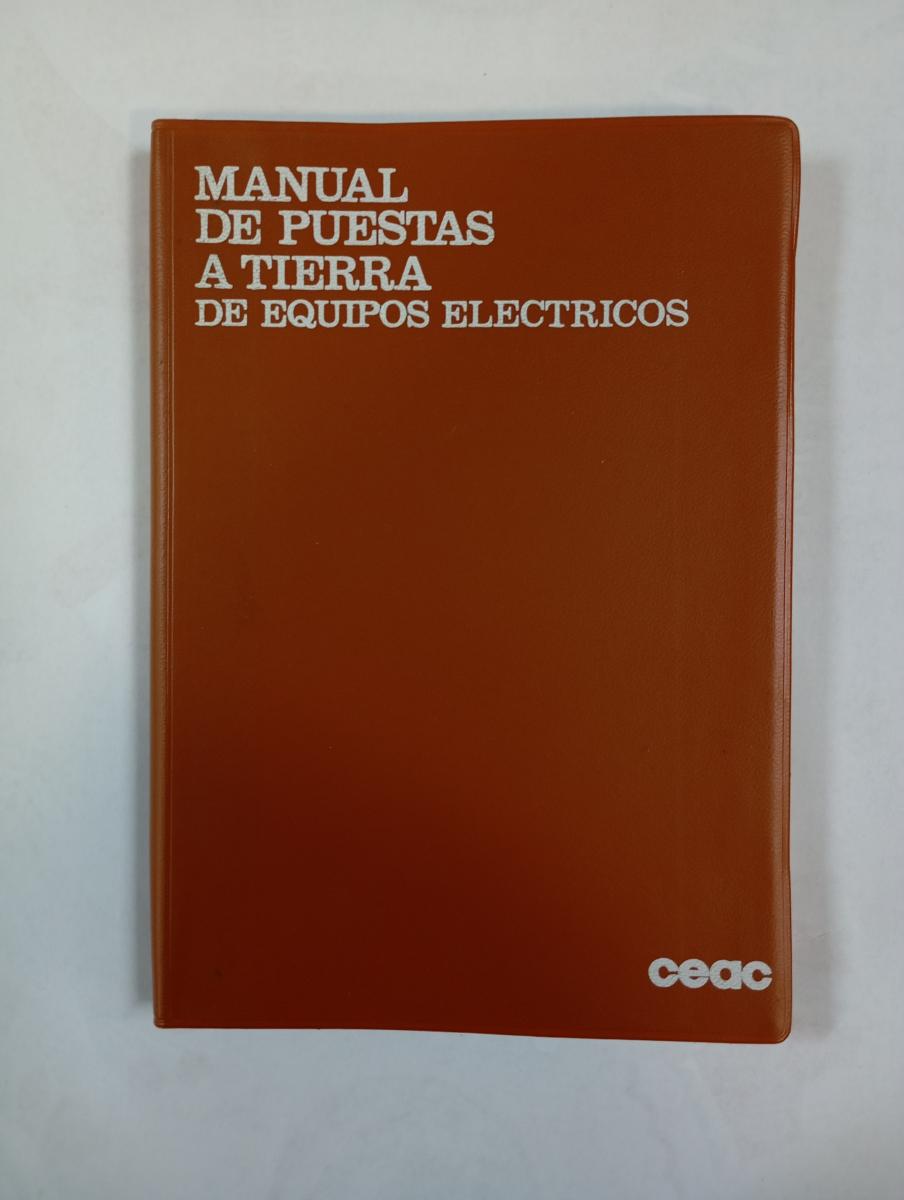 MANUAL
DE PUESTAS
A TIERRA
DE EQUIPOS ELECTRICOS
ceac